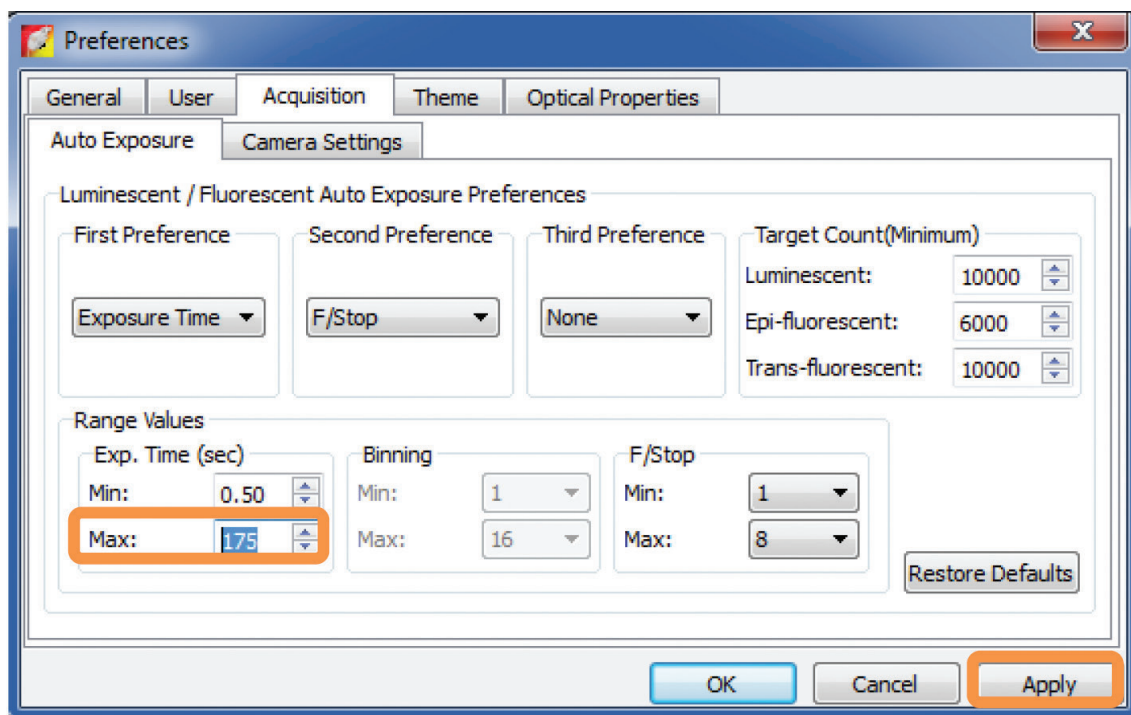 Preferences
General User Acquisition Theme Optical Properties
Auto Exposure Camera Settings
Luminescent / Fluorescent Auto Exposure Preferences
First Preference Second Preference Third Preference Target Count(Minimum)
Luminescent: 10000
Exposure Time F/Stop None Epi-fluorescent: 6000
Trans-fluorescent: 10000
Range Values
Exp. Time (sec) Binning F/Stop
Min: 0.50 Min: 1 Min: 1
Max: 175 Max: 16 Max: 8
Restore Defaults
OK Cancel Apply